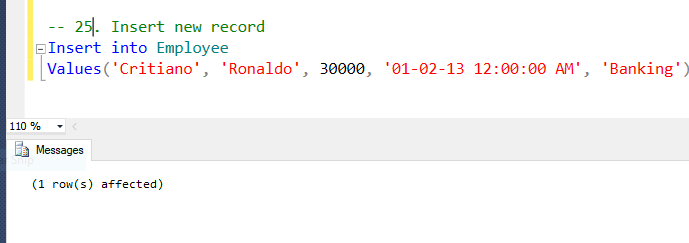 -- 25. Insert new record
Insert into Employee
Values('Critiano', 'Ronaldo', 30000, '01-02-13 12:00:00 AM', 'Banking')
110 %
Messages
(1 row(s) affected)